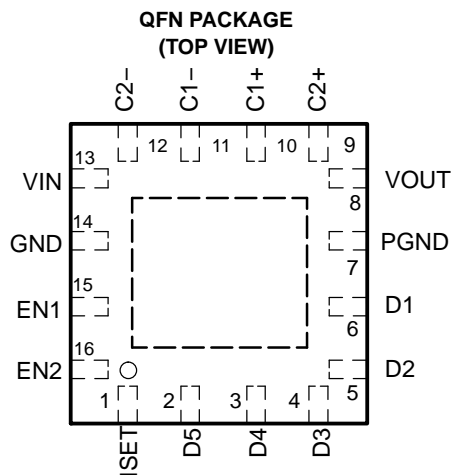 QFN PACKAGE
(TOP VIEW)
C2−
C1−
C1+
C2+
12
11
10
9
13
VIN
VOUT
8
14
GND
PGND
7
15
EN1
D1
6
16
EN2
D2
5
1
2
3
4
ISET
D5
D4
D3